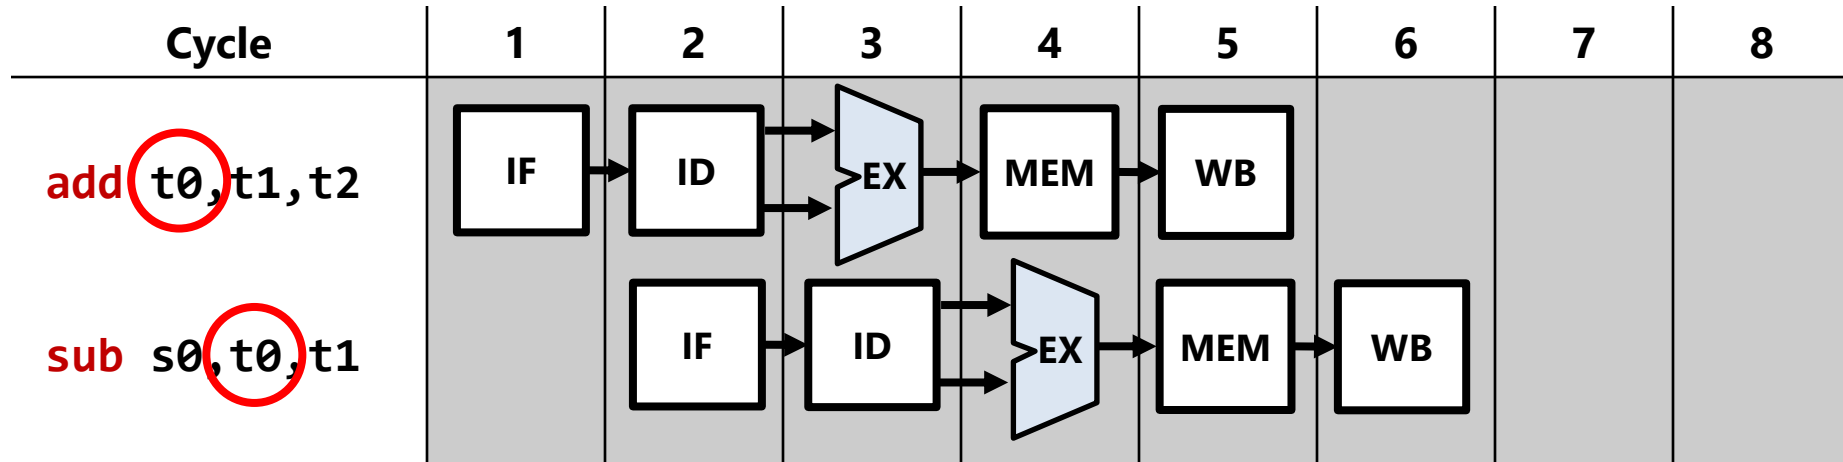 Cycle 1 2 3 4 5 6 7 8
add t0,t1,t2 IF ID EX MEM WB
sub s0,t0,t1 IF ID EX MEM WB